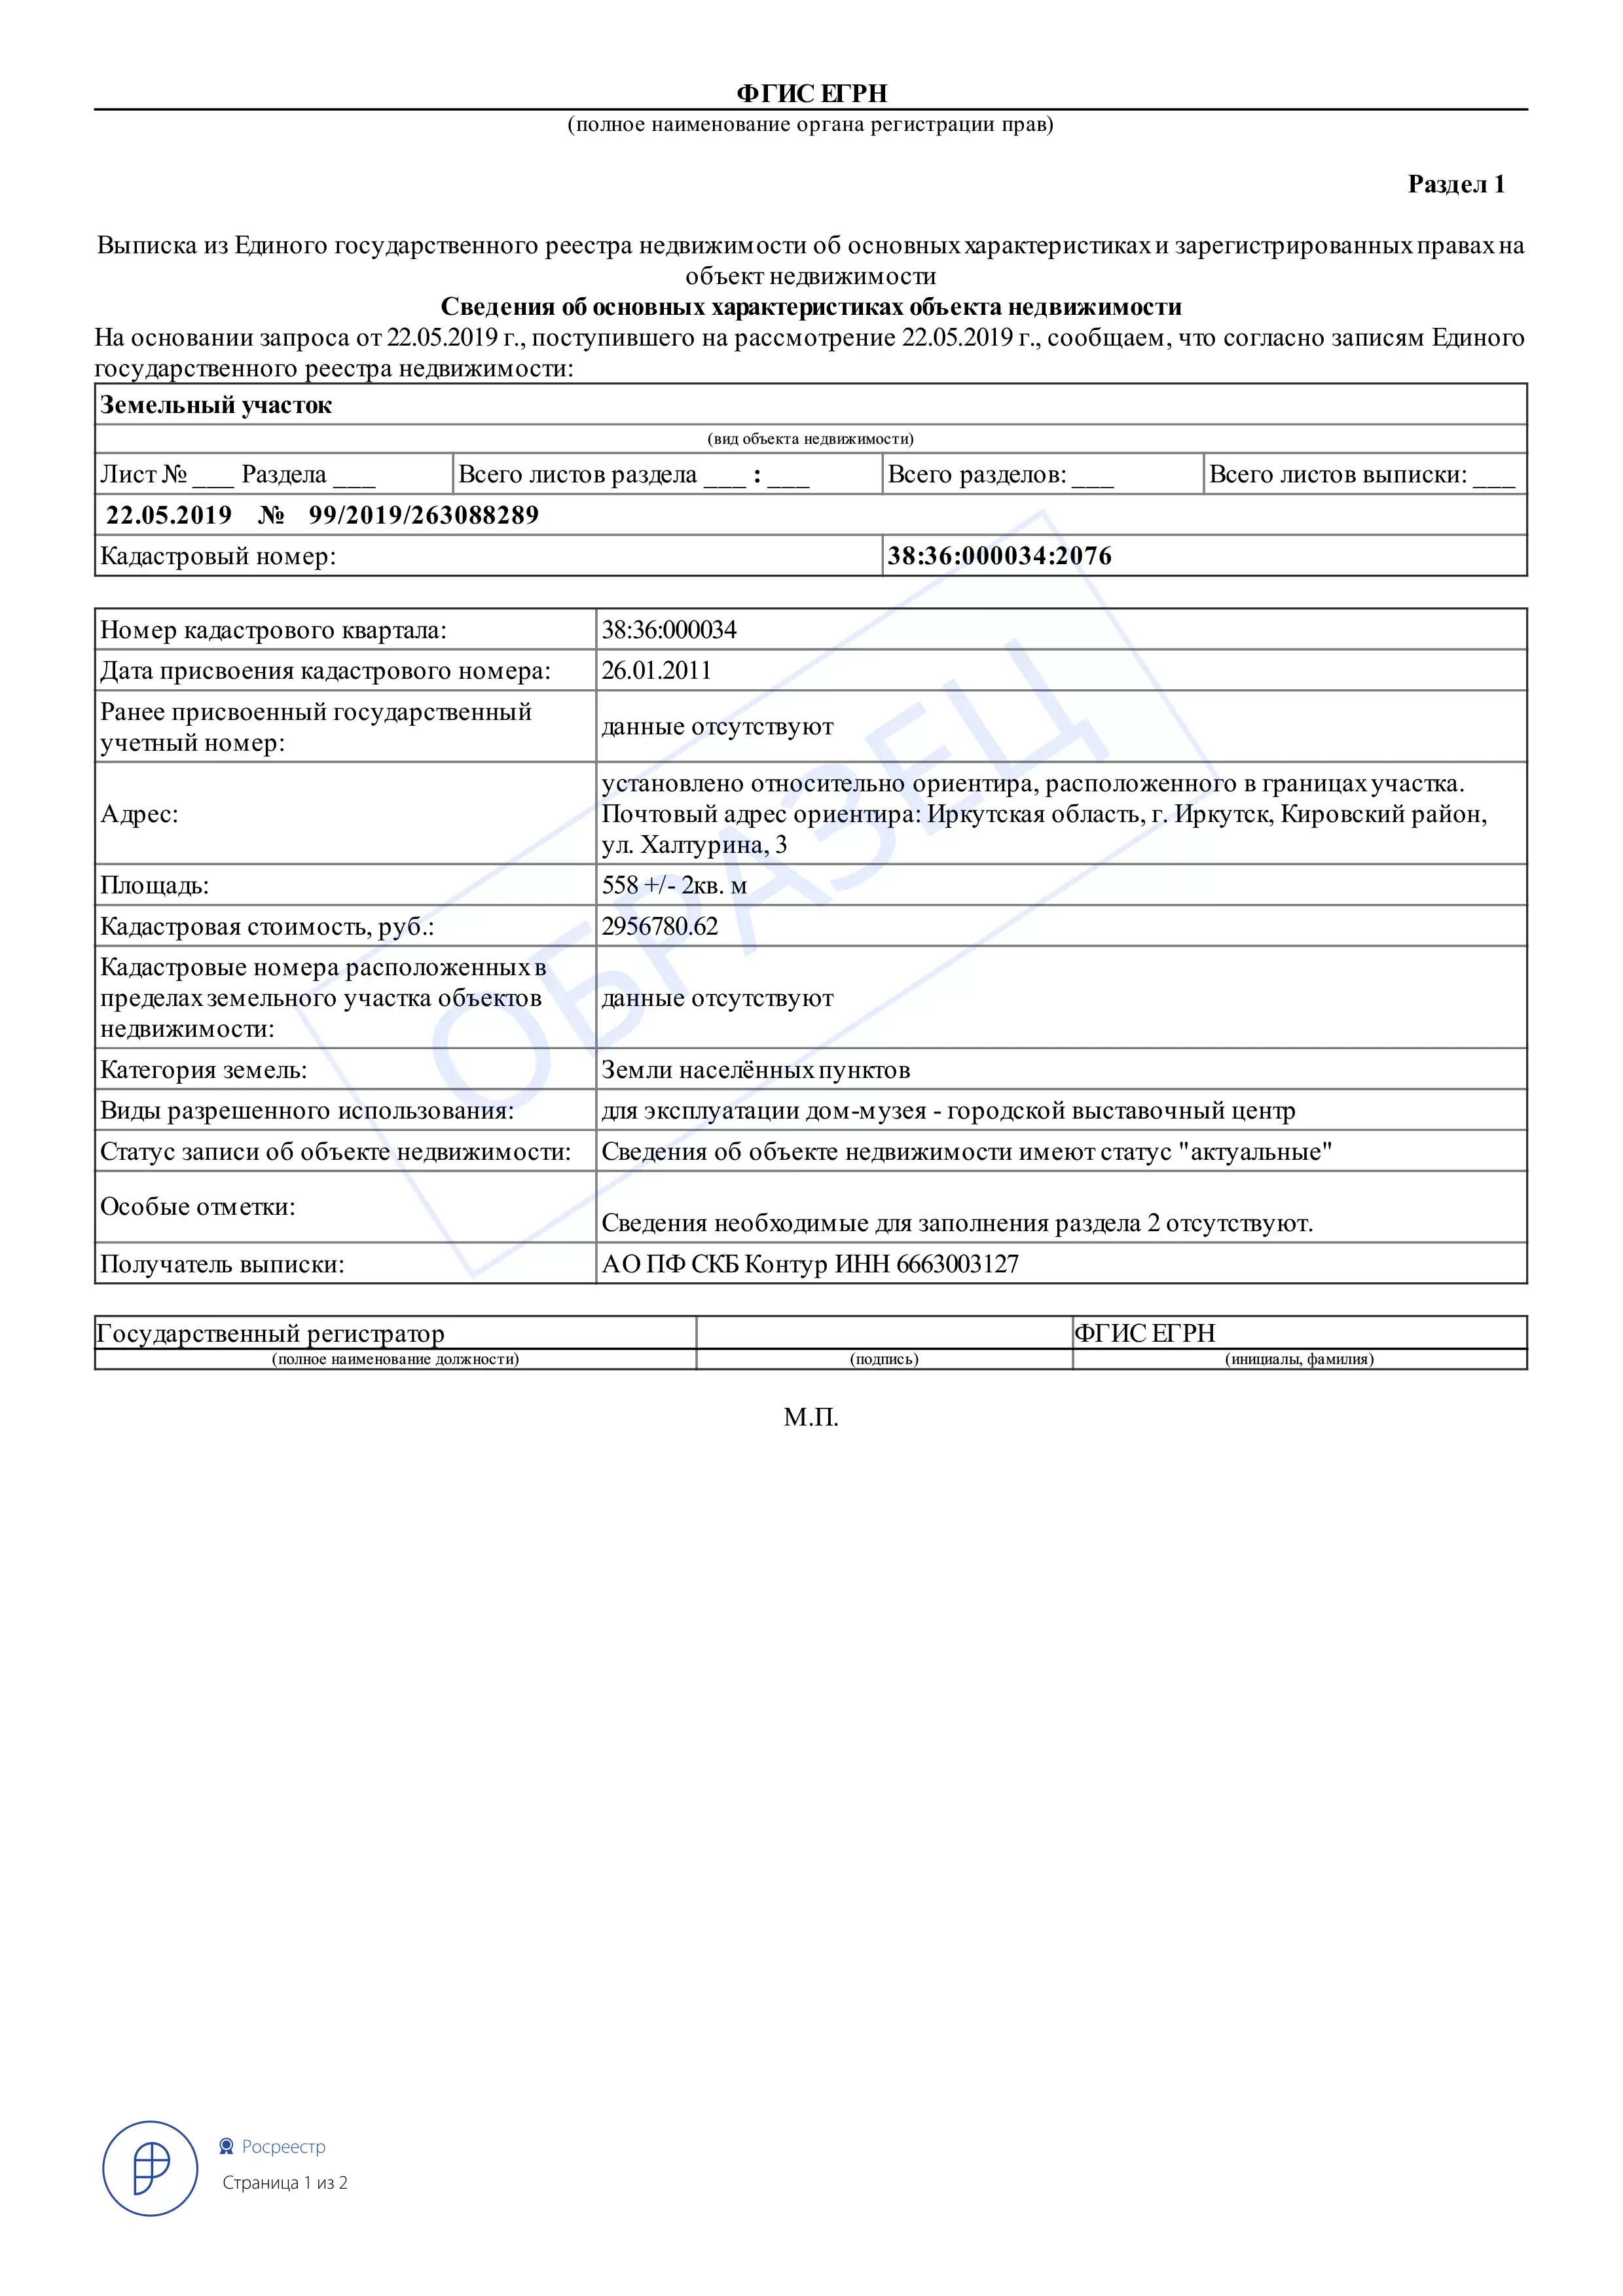 ФГИС ЕГРН
(полное наименование органа регистрации прав)
Раздел 1
Выписка из Единого государственного реестра недвижимости об основных характеристиках и зарегистрированных правах на
объект недвижимости
Сведения об основных характеристиках объекта недвижимости
На основании запроса от 22.05.2019 г., поступившего на рассмотрение 22.05.2019 г., сообщаем, что согласно записям Единого
государственного реестра недвижимости:
Земельный участок
(вид объекта недвижимости)
Лист № ___ Раздела ___ Всего листов раздела ___ : ___ Всего разделов: ___ Всего листов выписки: ___
22.05.2019 № 99/2019/263088289
Кадастровый номер: 38:36:000034:2076
Номер кадастрового квартала: 38:36:000034
Дата присвоения кадастрового номера: 26.01.2011
Ранее присвоенный государственный
учетный номер:
данные отсутствуют
Адрес:
установлено относительно ориентира, расположенного в границах участка.
Почтовый адрес ориентира: Иркутская область, г. Иркутск, Кировский район,
ул. Халтурина, 3
Площадь: 558 +/- 2кв. м
Кадастровая стоимость, руб.: 2956780.62
Кадастровые номера расположенных в
пределах земельного участка объектов
недвижимости:
данные отсутствуют
Категория земель: Земли населённых пунктов
Виды разрешенного использования: для эксплуатации дом-музея - городской выставочный центр
Статус записи об объекте недвижимости: Сведения об объекте недвижимости имеют статус "актуальные"
Особые отметки:
Сведения необходимые для заполнения раздела 2 отсутствуют.
Получатель выписки: АО ПФ СКБ Контур ИНН 6663003127
ОБРАЗЕЦ
Государственный регистратор ФГИС ЕГРН
(полное наименование должности) (подпись) (инициалы, фамилия)
М.П.
Росреестр
Страница 1 из 2